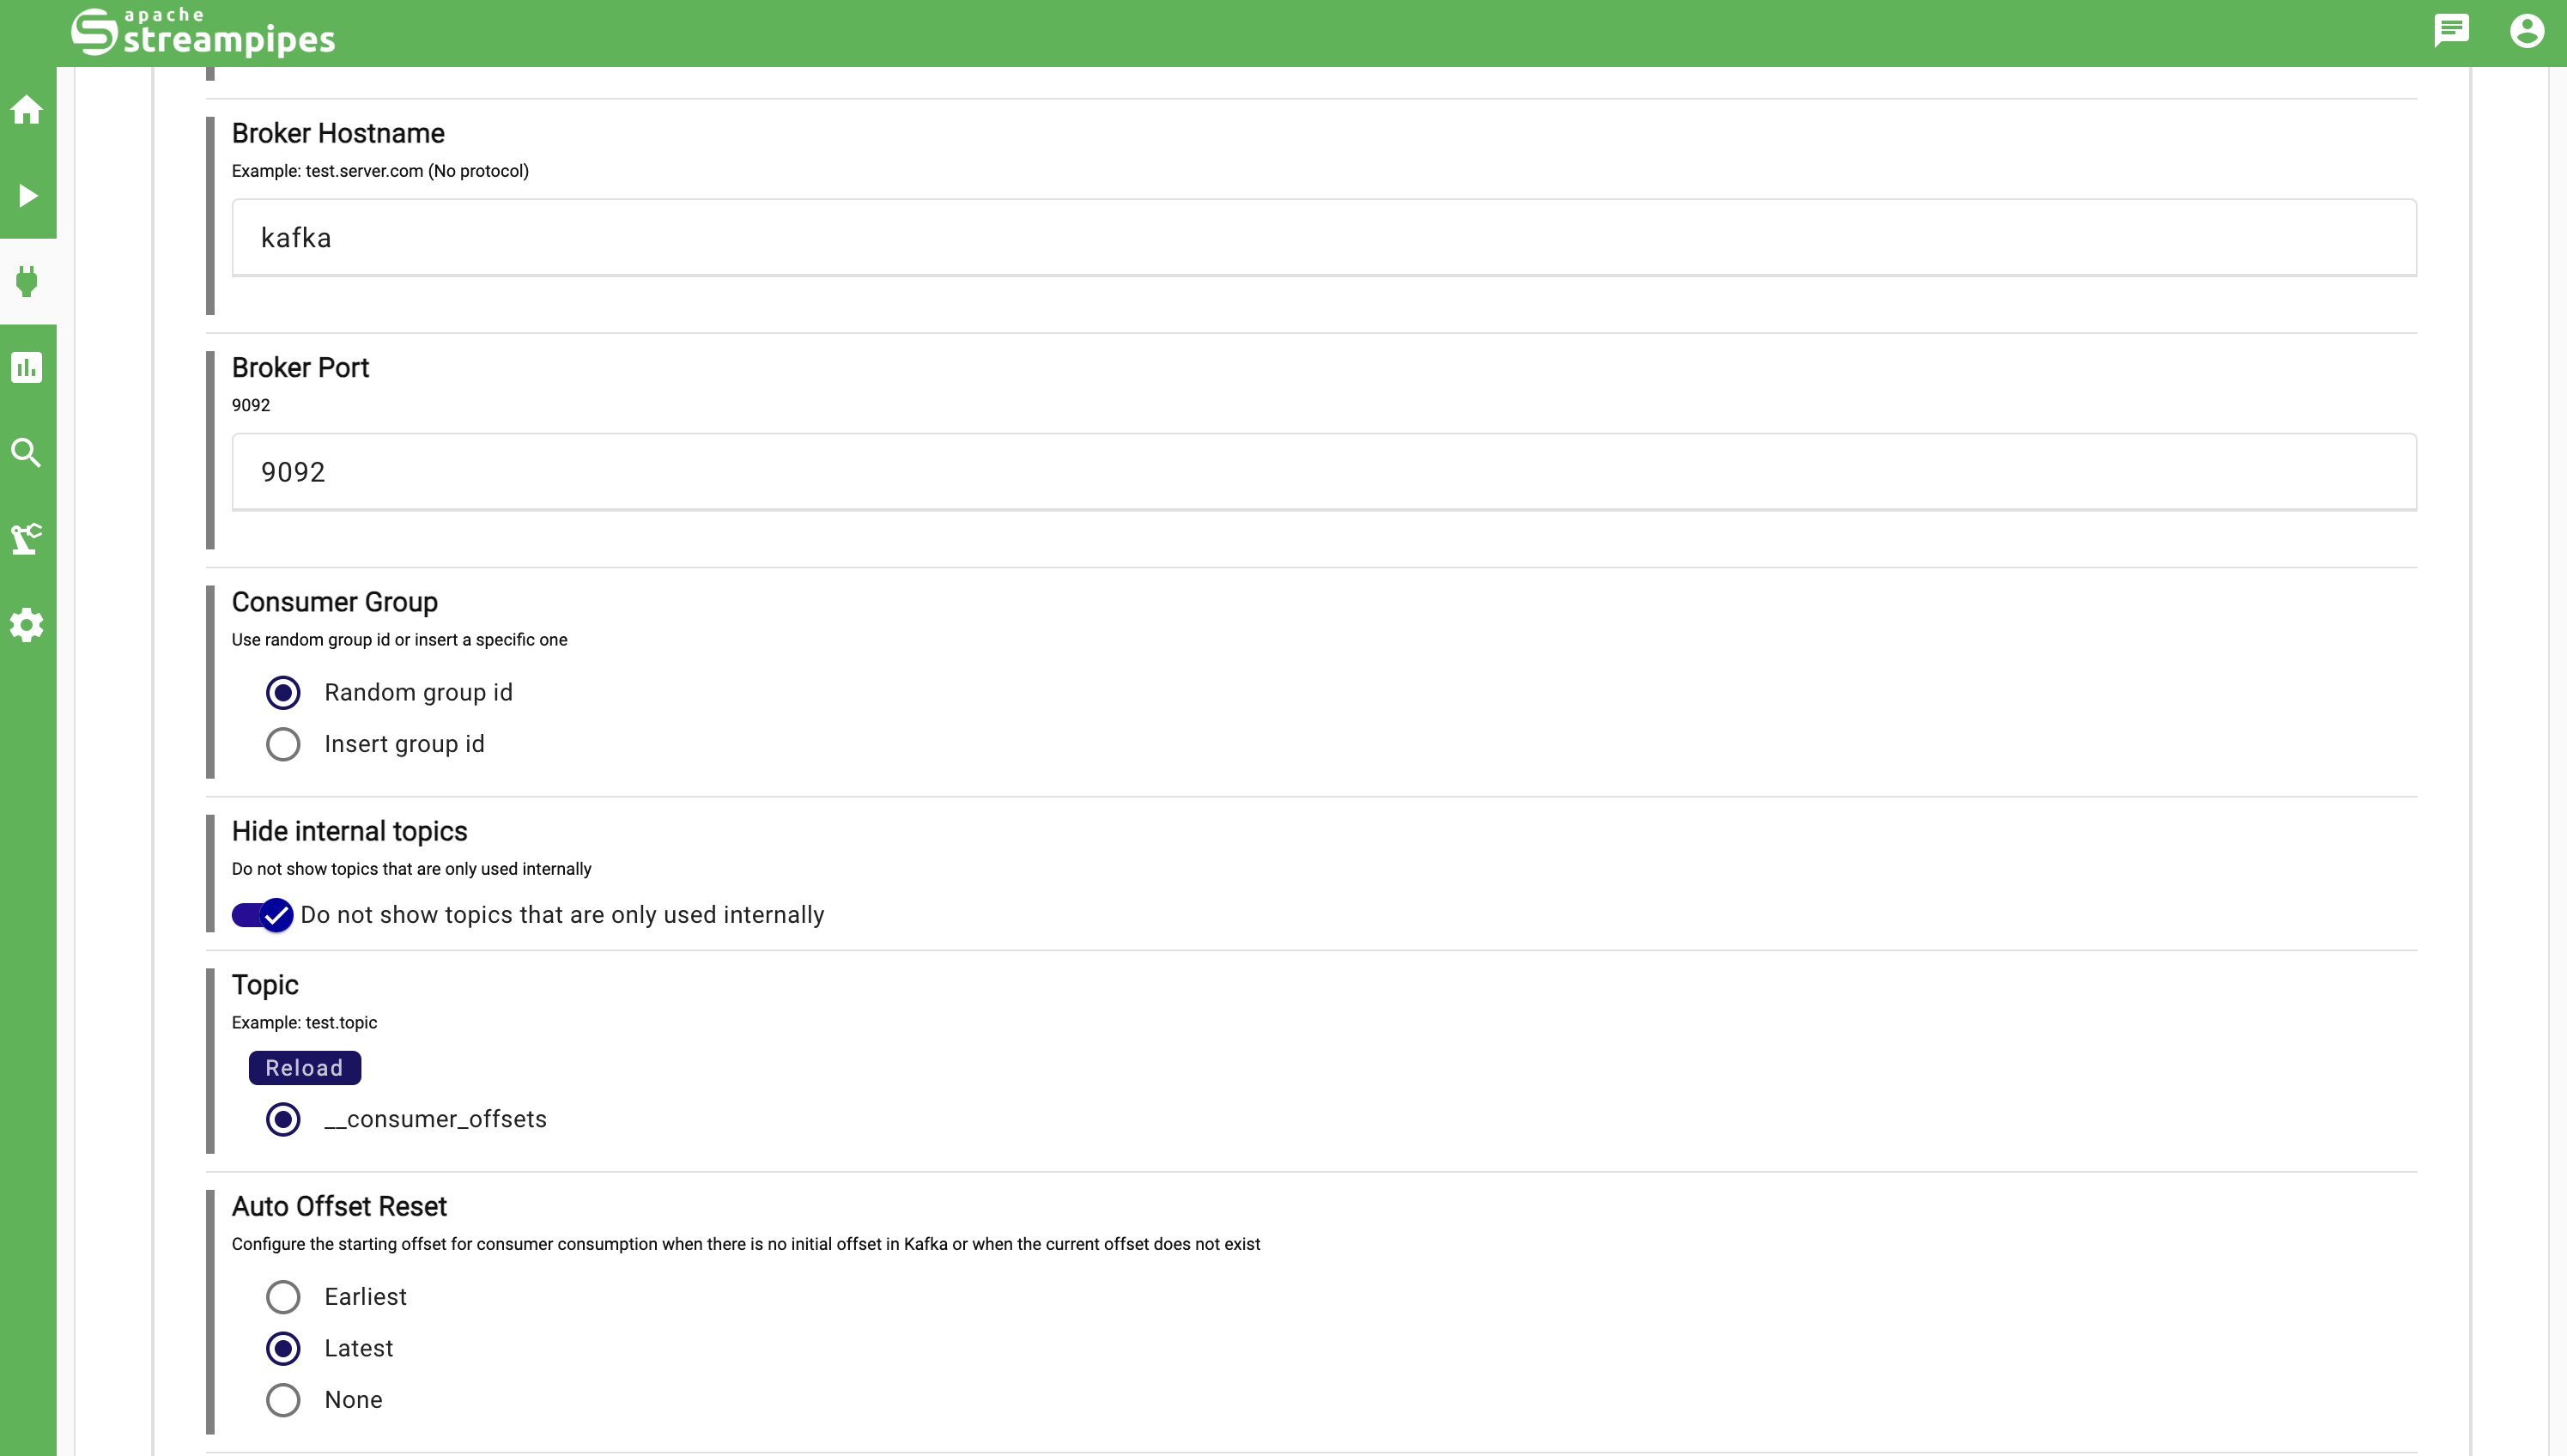 apache
streampipes
Broker Hostname
Example: test.server.com (No protocol)
kafka
Broker Port
9092
9092
Consumer Group
Use random group id or insert a specific one
Random group id
Insert group id
Hide internal topics
Do not show topics that are only used internally
Do not show topics that are only used internally
Topic
Example: test.topic
Reload
__consumer_offsets
Auto Offset Reset
Configure the starting offset for consumer consumption when there is no initial offset in Kafka or when the current offset does not exist
Earliest
Latest
None